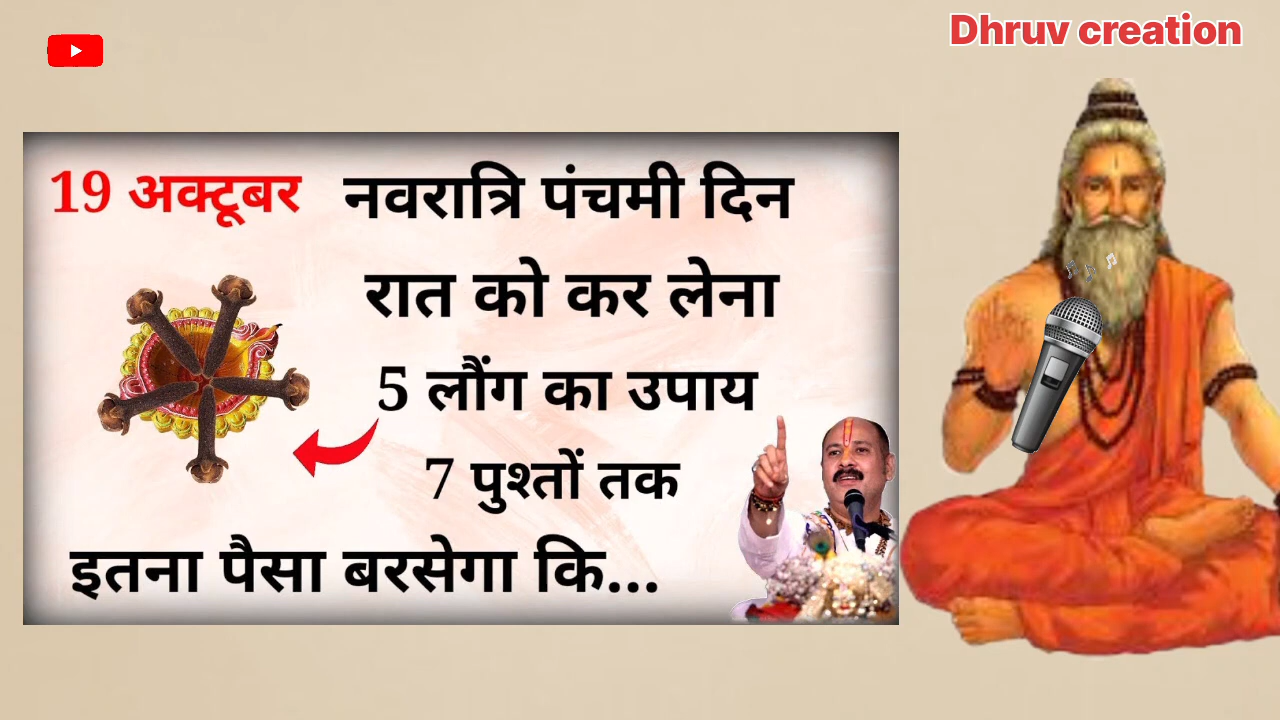 Dhruv creation
19 अक्टूबर नवरात्रि पंचमी दिन
रात को कर लेना
5 लौंग का उपाय
7 पुश्तों तक
इतना पैसा बरसेगा कि...